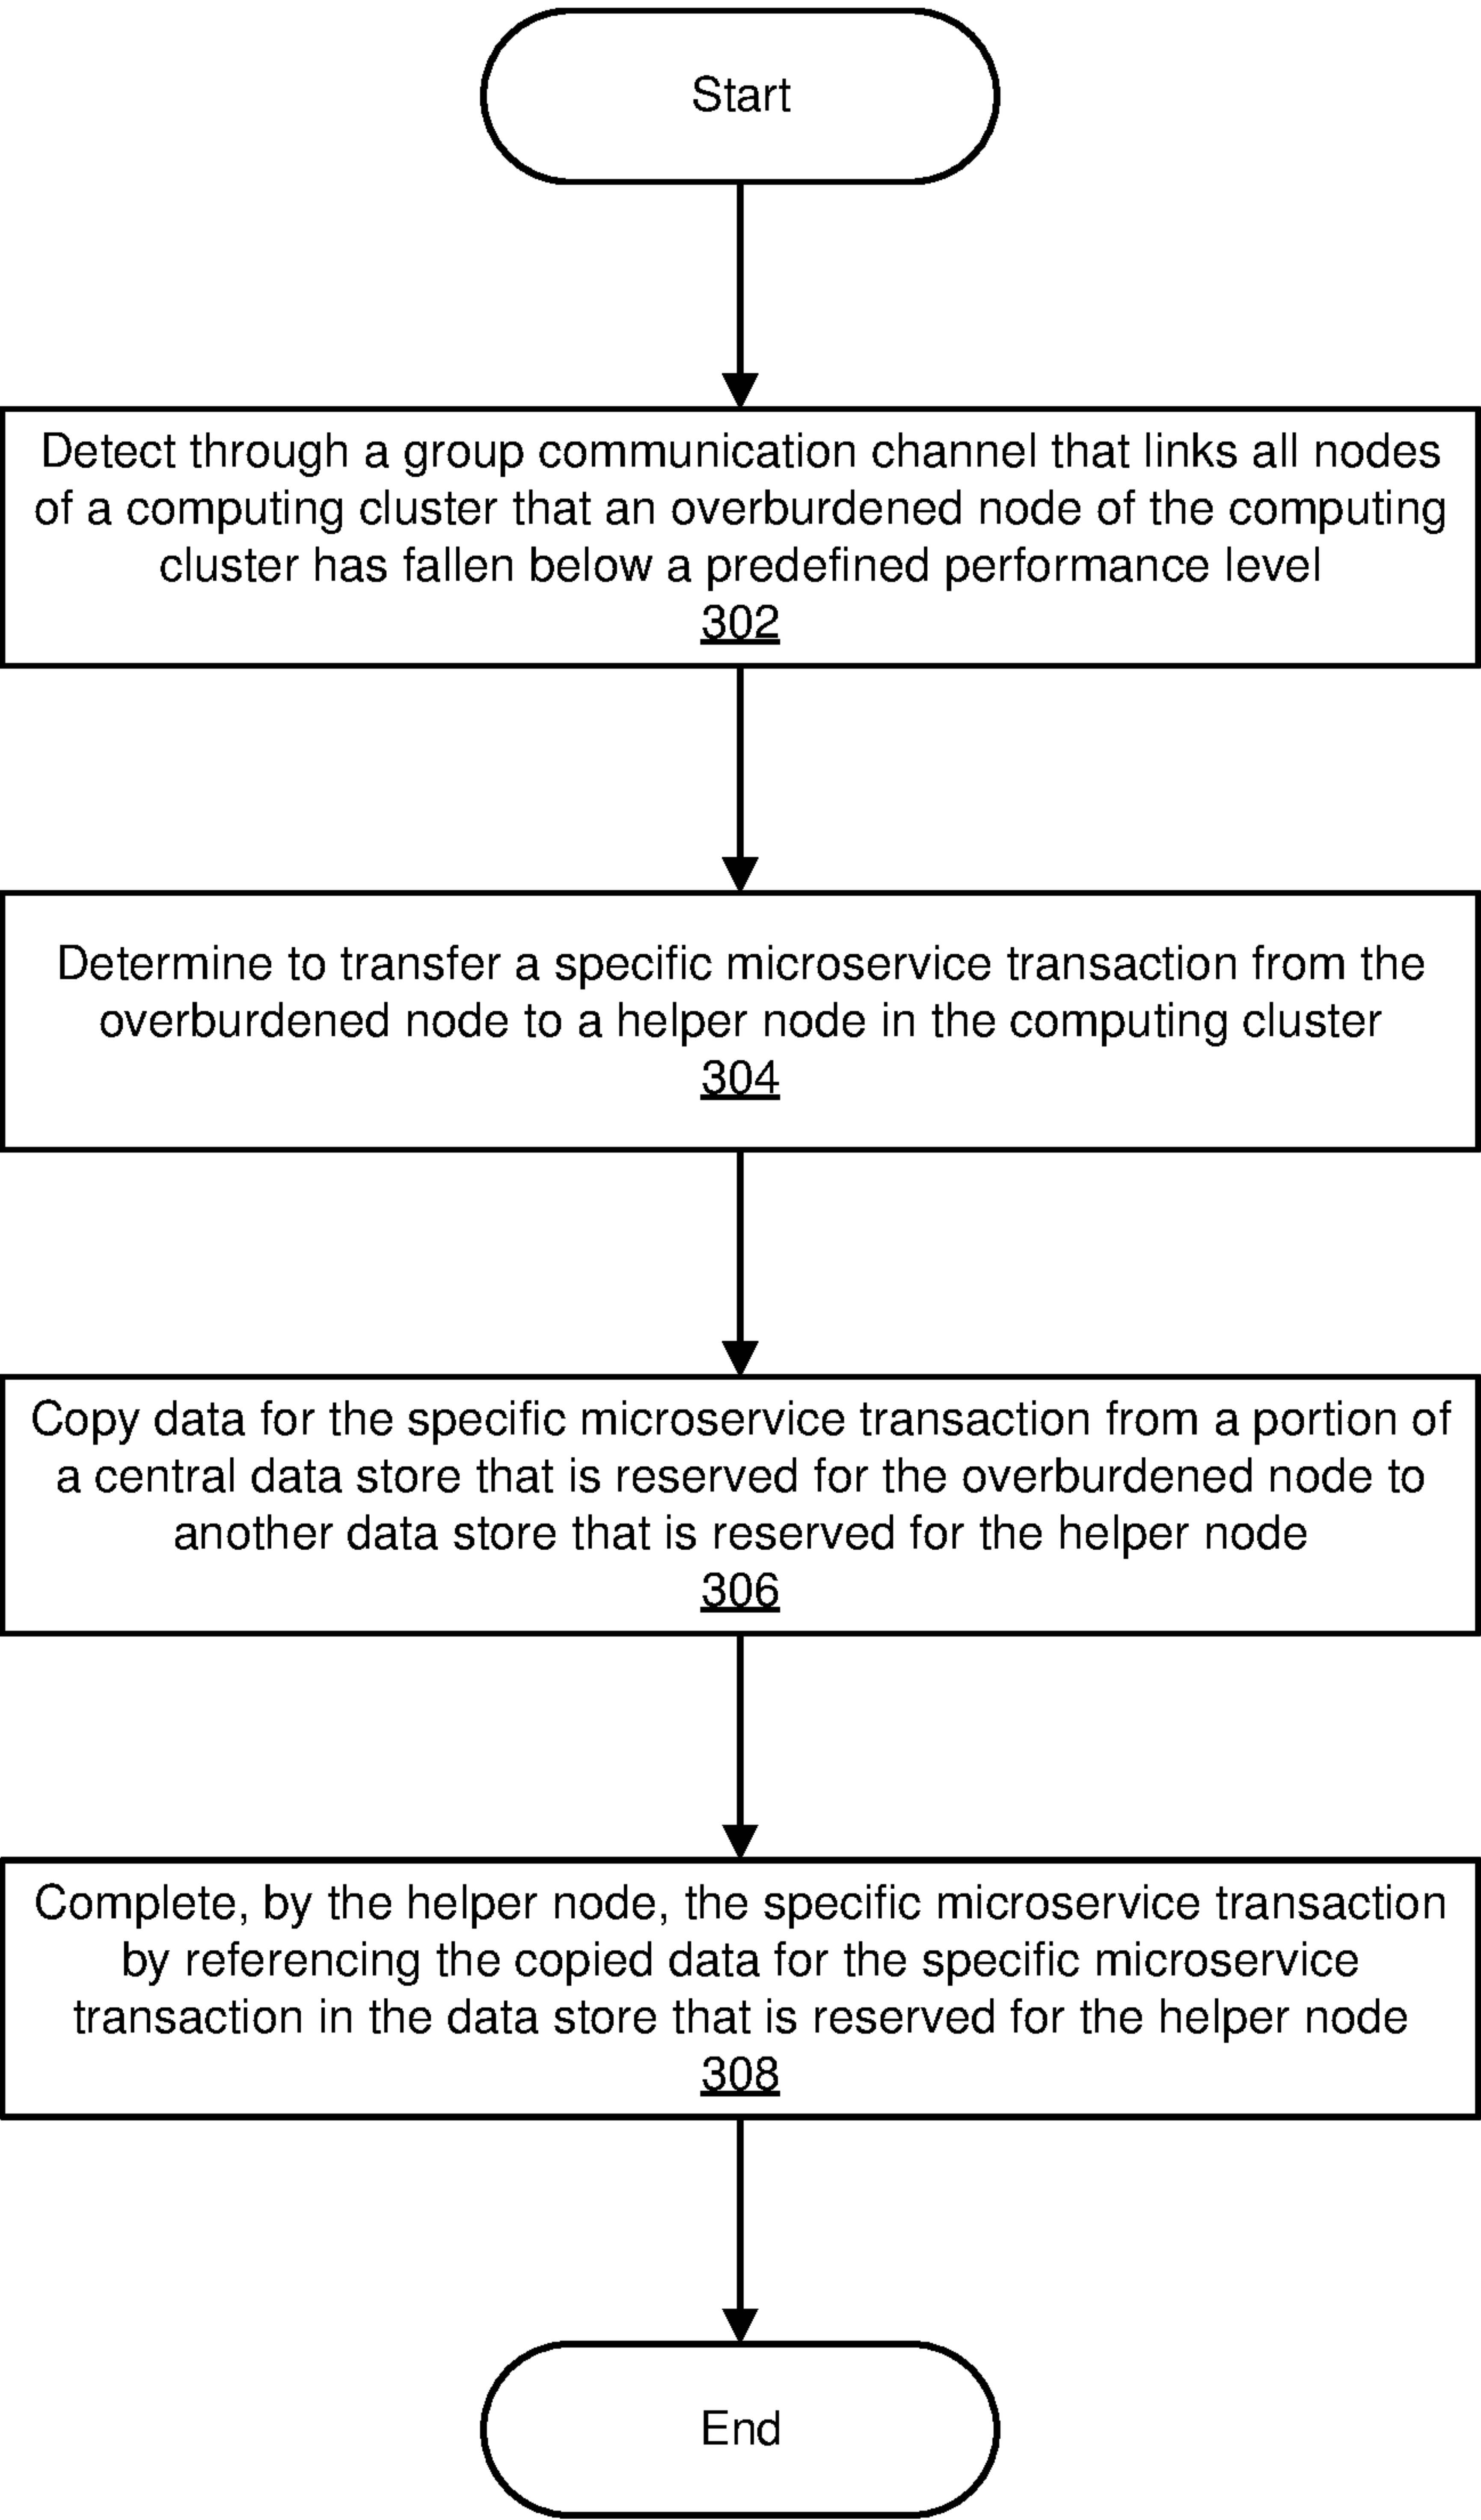 Start
Detect through a group communication channel that links all nodes
of a computing cluster that an overburdened node of the computing
cluster has fallen below a predefined performance level
302
Determine to transfer a specific microservice transaction from the
overburdened node to a helper node in the computing cluster
304
Copy data for the specific microservice transaction from a portion of
a central data store that is reserved for the overburdened node to
another data store that is reserved for the helper node
306
Complete, by the helper node, the specific microservice transaction
by referencing the copied data for the specific microservice
transaction in the data store that is reserved for the helper node
308
End